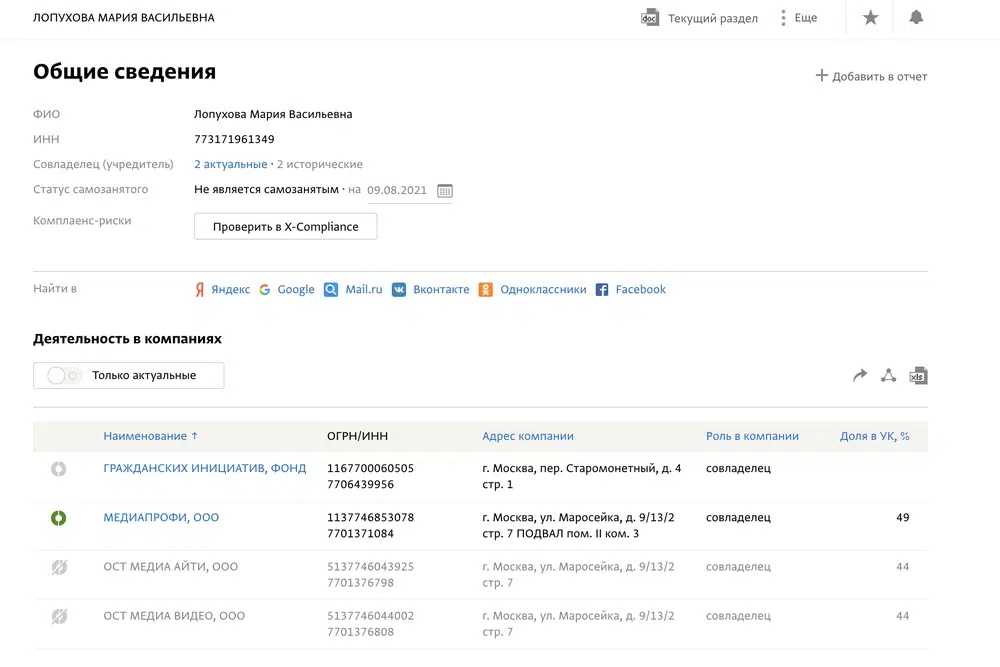 ЛОПУХОВА МАРИЯ ВАСИЛЬЕВНА
doc Текущий раздел Еще
Общие сведения
Добавить в отчет
ФИО Лопухова Мария Васильевна
ИНН 773171961349
Совладелец (учредитель) 2 актуальные · 2 исторические
Статус самозанятого Не является самозанятым · на 09.08.2021
Комплаенс-риски Проверить в X-Compliance
Найти в Яндекс Google Mail.ru Вконтакте Одноклассники Facebook
Деятельность в компаниях
Только актуальные xls
Наименование ↑ ОГРН/ИНН Адрес компании Роль в компании Доля в УК, %
ГРАЖДАНСКИХ ИНИЦИАТИВ, ФОНД 1167700060505 г. Москва, пер. Старомонетный, д. 4 совладелец
7706439956 стр. 1
МЕДИАПРОФИ, ООО 1137746853078 г. Москва, ул. Маросейка, д. 9/13/2 совладелец 49
7701371084 стр. 7 ПОДВАЛ пом. II ком. 3
ОСТ МЕДИА АЙТИ, ООО 5137746043925 г. Москва, ул. Маросейка, д. 9/13/2 совладелец 44
7701376798 стр. 7
ОСТ МЕДИА ВИДЕО, ООО 5137746044002 г. Москва, ул. Маросейка, д. 9/13/2 совладелец 44
7701376808 стр. 7